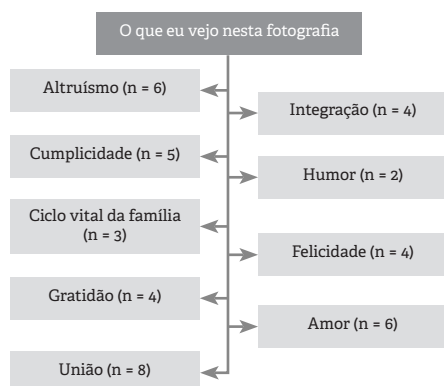 O que eu vejo nesta fotografia
Altruísmo (n = 6)
Integração (n = 4)
Cumplicidade (n = 5)
Humor (n = 2)
Ciclo vital da família
(n = 3)
Felicidade (n = 4)
Gratidão (n = 4)
Amor (n = 6)
União (n = 8)